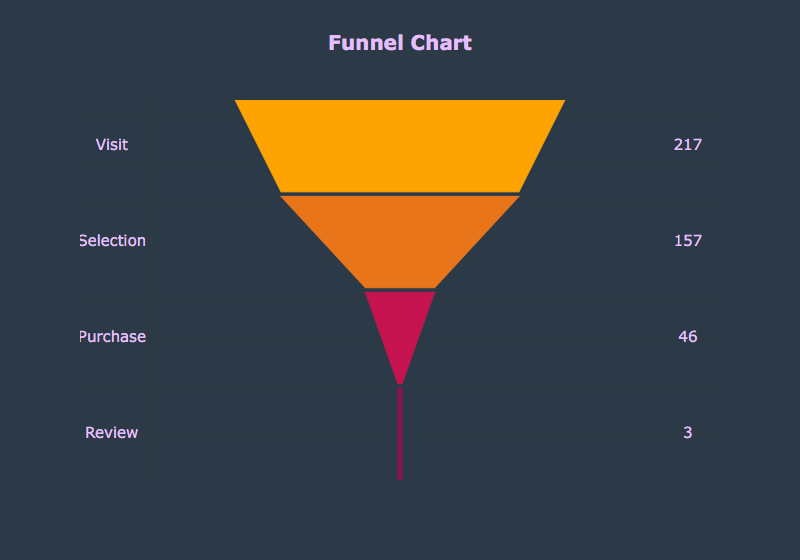 Funnel Chart
Visit 217
Selection 157
Purchase 46
Review 3